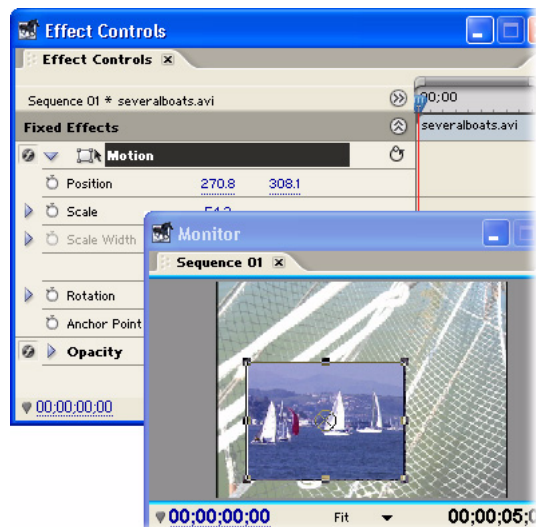 Effect Controls
Effect Controls
Sequence 01 * severalboats.avi
00;00
Fixed Effects
severalboats.avi
Motion
Position 270.8 308.1
Scale
Scale Width
Rotation
Anchor Point
Opacity
00;00;00;00
Monitor
Sequence 01
00;00;00;00 Fit 00;00;05;